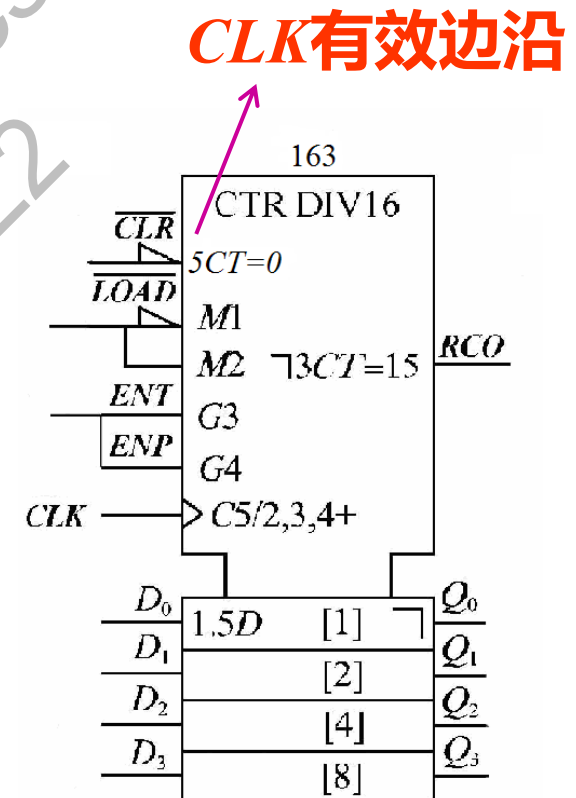 CLK有效边沿
163
CTR DIV16
CLR
5CT=0
LOAD
M1
M2
ㄱ3CT=15
RCO
ENT
G3
ENP
G4
CLK
C5/2,3,4+
D₀
1.5D
[1]
ㄱ
Q₀
D₁
[2]
Q₁
D₂
[4]
Q₂
D₃
[8]
Q₃